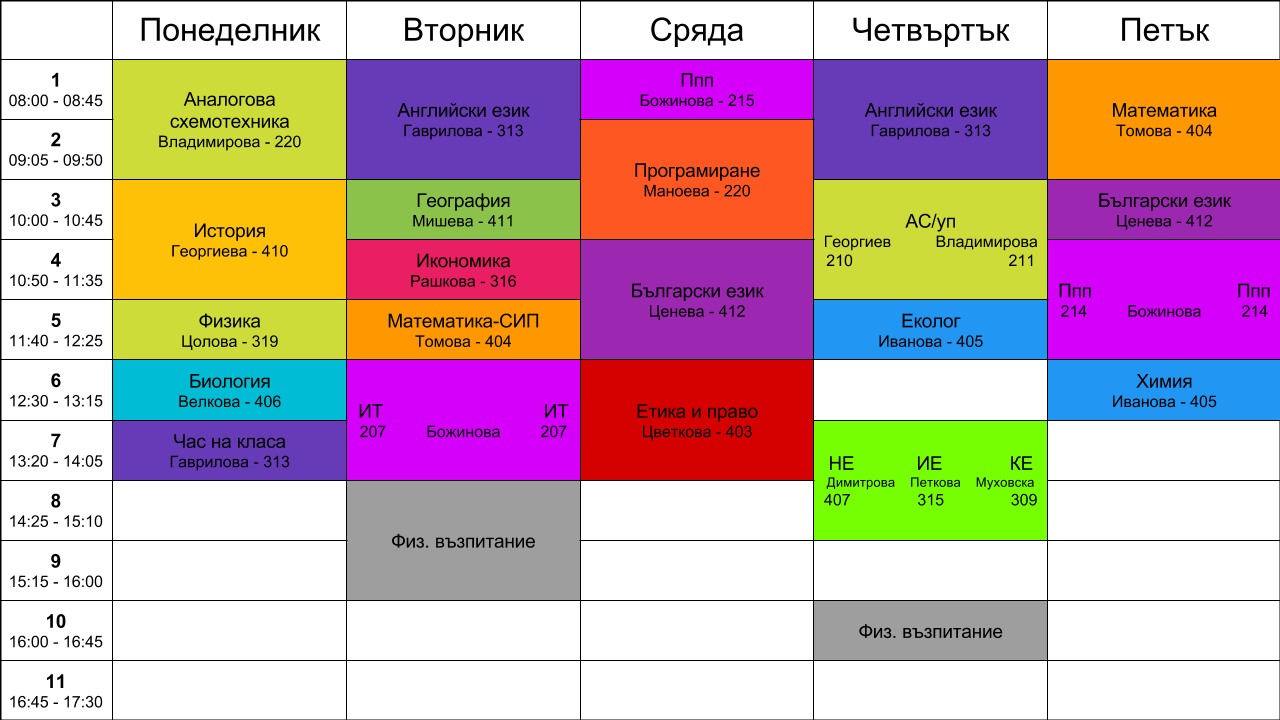 Понеделник Вторник Сряда Четвъртък Петък
1
08:00 - 08:45
2
09:05 - 09:50
3
10:00 - 10:45
4
10:50 - 11:35
5
11:40 - 12:25
6
12:30 - 13:15
7
13:20 - 14:05
8
14:25 - 15:10
9
15:15 - 16:00
10
16:00 - 16:45
11
16:45 - 17:30
Аналогова
схемотехника
Владимирова - 220
История
Георгиева - 410
Физика
Цолова - 319
Биология
Велкова - 406
Час на класа
Гаврилова - 313
Английски език
Гаврилова - 313
География
Мишева - 411
Икономика
Рашкова - 316
Математика-СИП
Томова - 404
ИТ ИТ
207 Божинова 207
Физ. възпитание
Ппп
Божинова - 215
Програмиране
Маноева - 220
Български език
Ценева - 412
Етика и право
Цветкова - 403
Английски език
Гаврилова - 313
АС/уп
Георгиев Владимирова
210 211
Еколог
Иванова - 405
НЕ ИЕ КЕ
Димитрова Петкова Муховска
407 315 309
Физ. възпитание
Математика
Томова - 404
Български език
Ценева - 412
Ппп Ппп
214 Божинова 214
Химия
Иванова - 405